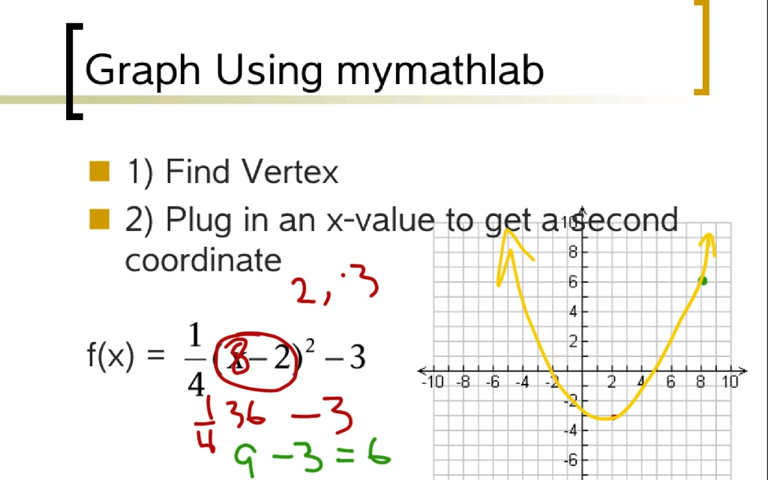 Graph Using mymathlab
1) Find Vertex
2) Plug in an x-value to get a second
coordinate
2, -3
f(x) = 1/4 (x – 2)² – 3
8
1/4 36 – 3
9 – 3 = 6
10
8
6
4
2
-10 -8 -6 -4 -2 2 4 6 8 10
-2
-4
-6